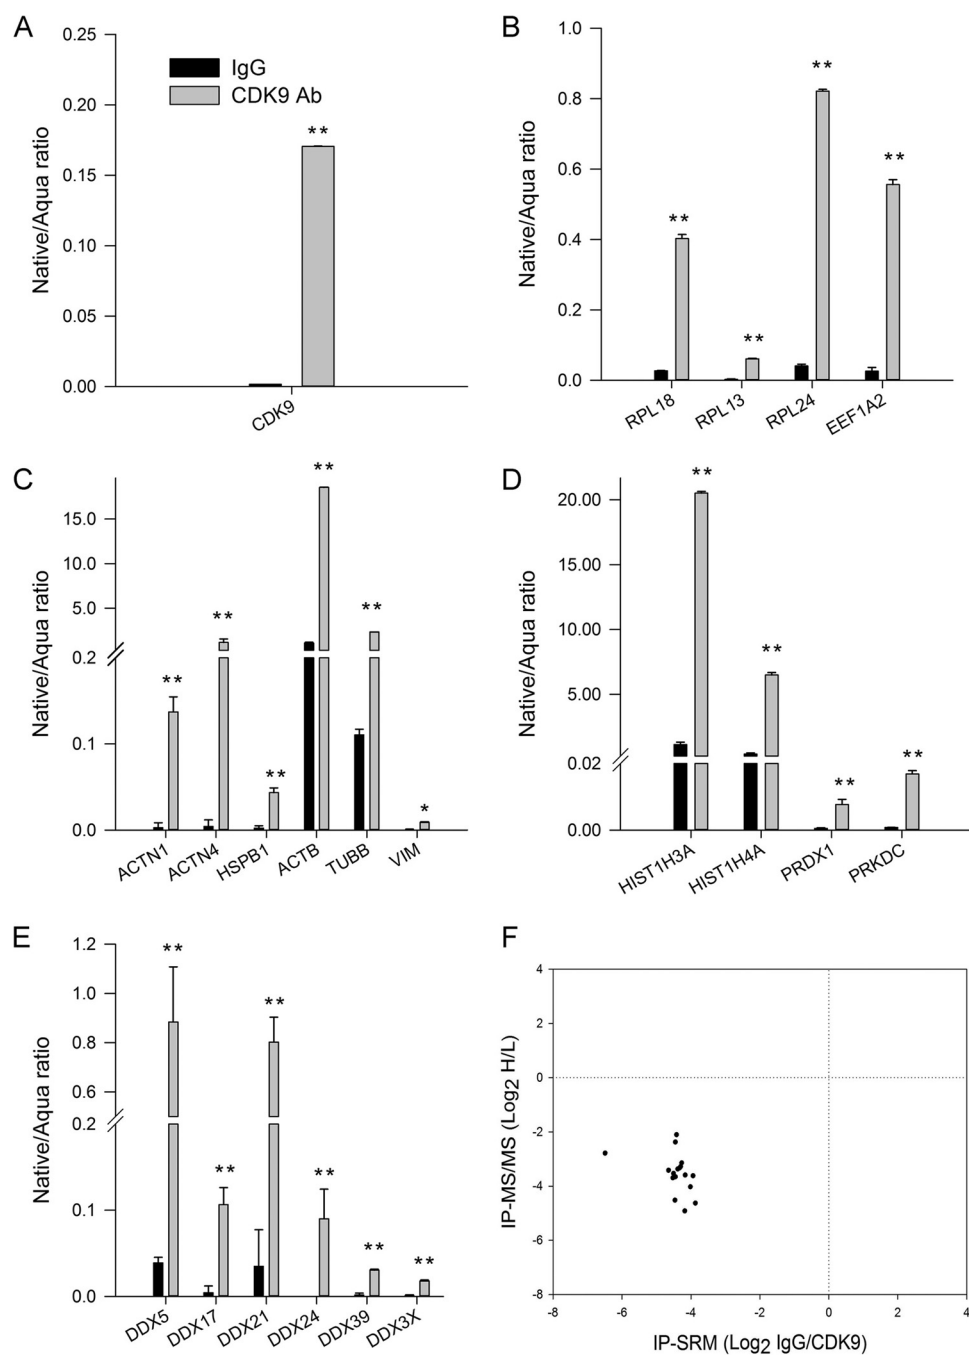 A
Native/Aqua ratio
0.25
0.20
0.15
0.10
0.05
0.00
IgG
CDK9 Ab
**
CDK9
B
Native/Aqua ratio
1.0
0.8
0.6
0.4
0.2
0.0
** ** ** **
RPL18 RPL13 RPL24 EEF1A2
C
Native/Aqua ratio
15.0
10.0
5.0
0.2
0.1
0.0
** ** ** ** ** *
ACTN1 ACTN4 HSPB1 ACTB TUBB VIM
D
Native/Aqua ratio
20.00
15.00
10.00
5.00
0.02
0.00
** ** ** **
HIST1H3A HIST1H4A PRDX1 PRKDC
E
Native/Aqua ratio
1.2
1.0
0.8
0.6
0.2
0.1
0.0
** ** ** ** ** **
DDX5 DDX17 DDX21 DDX24 DDX39 DDX3X
F
IP-MS/MS (Log2 H/L)
4
2
0
-2
-4
-6
-8
-8 -6 -4 -2 0 2 4
IP-SRM (Log2 IgG/CDK9)